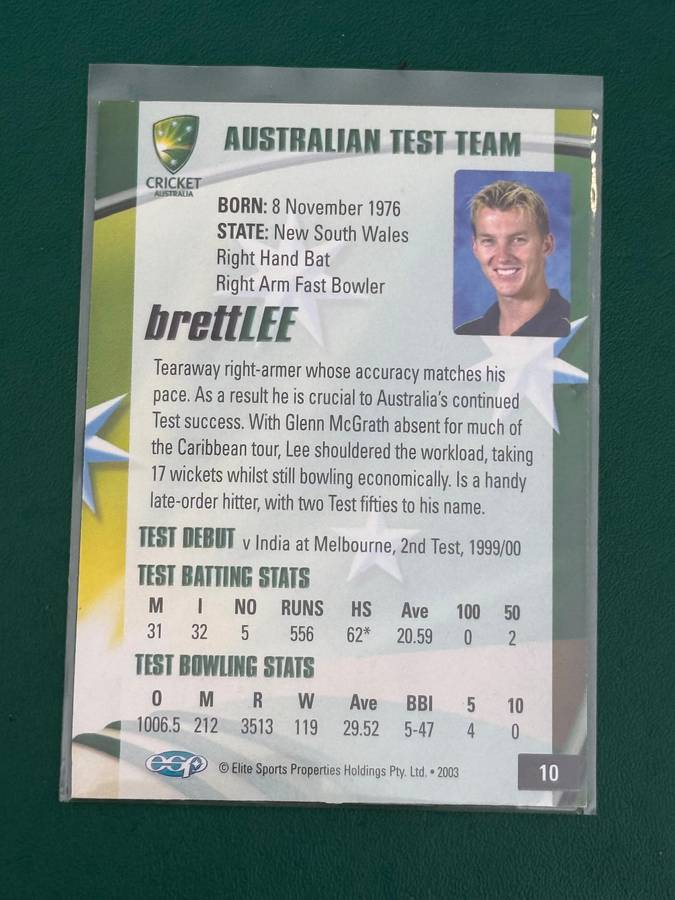 AUSTRALIAN TEST TEAM
CRICKET
AUSTRALIA
BORN: 8 November 1976
STATE: New South Wales
Right Hand Bat
Right Arm Fast Bowler
brettLEE
Tearaway right-armer whose accuracy matches his
pace. As a result he is crucial to Australia's continued
Test success. With Glenn McGrath absent for much of
the Caribbean tour, Lee shouldered the workload, taking
17 wickets whilst still bowling economically. Is a handy
late-order hitter, with two Test fifties to his name.
TEST DEBUT v India at Melbourne, 2nd Test, 1999/00
TEST BATTING STATS
M I NO RUNS HS Ave 100 50
31 32 5 556 62* 20.59 0 2
TEST BOWLING STATS
O M R W Ave BBI 5 10
1006.5 212 3513 119 29.52 5-47 4 0
esp © Elite Sports Properties Holdings Pty. Ltd. • 2003
10